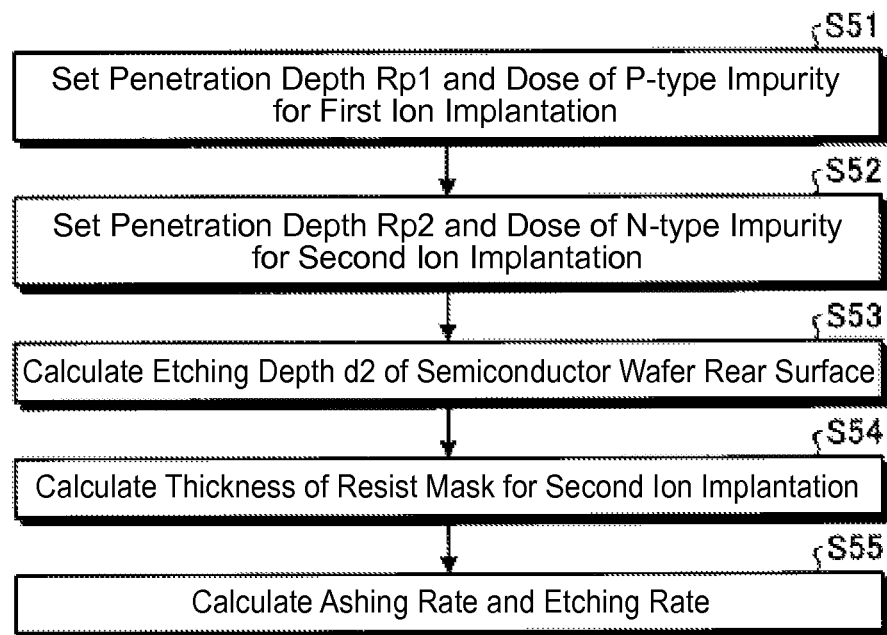 S51
Set Penetration Depth Rp1 and Dose of P-type Impurity
for First Ion Implantation
S52
Set Penetration Depth Rp2 and Dose of N-type Impurity
for Second Ion Implantation
S53
Calculate Etching Depth d2 of Semiconductor Wafer Rear Surface
S54
Calculate Thickness of Resist Mask for Second Ion Implantation
S55
Calculate Ashing Rate and Etching Rate